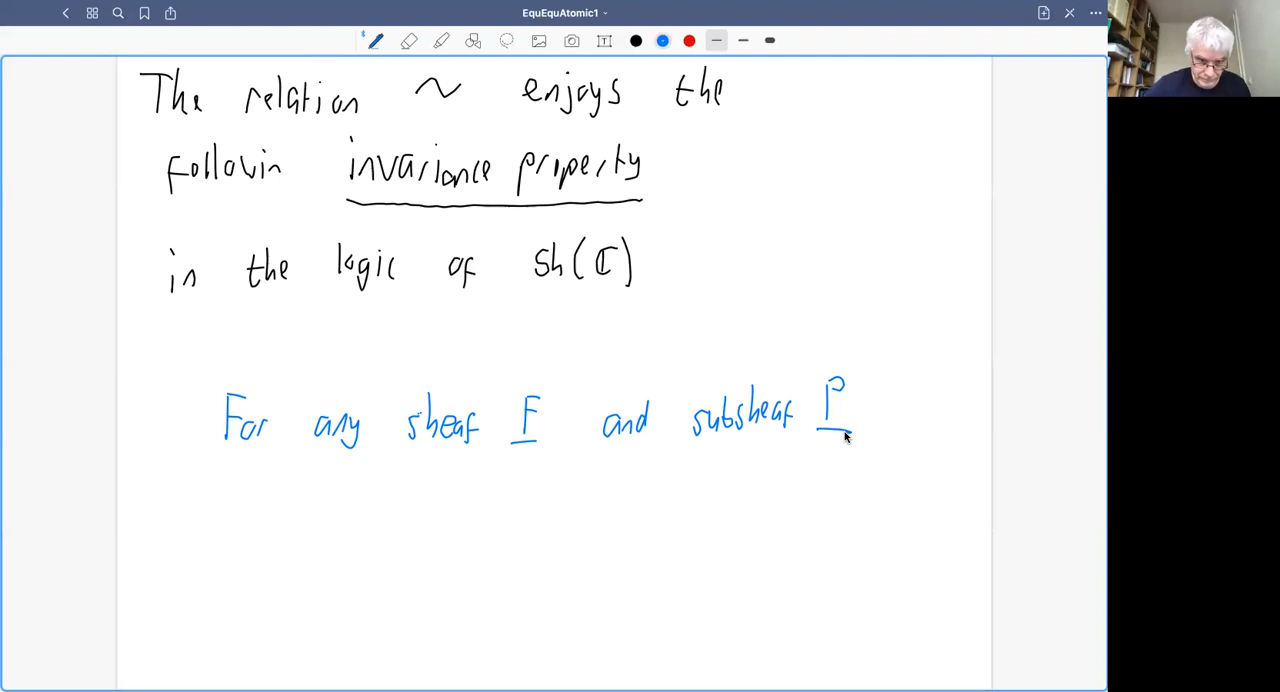 EquEquAtomic1
The relation ~ enjoys the
followin invariance property
in the logic of Sh(ℂ)
For any sheaf F and subsheaf P